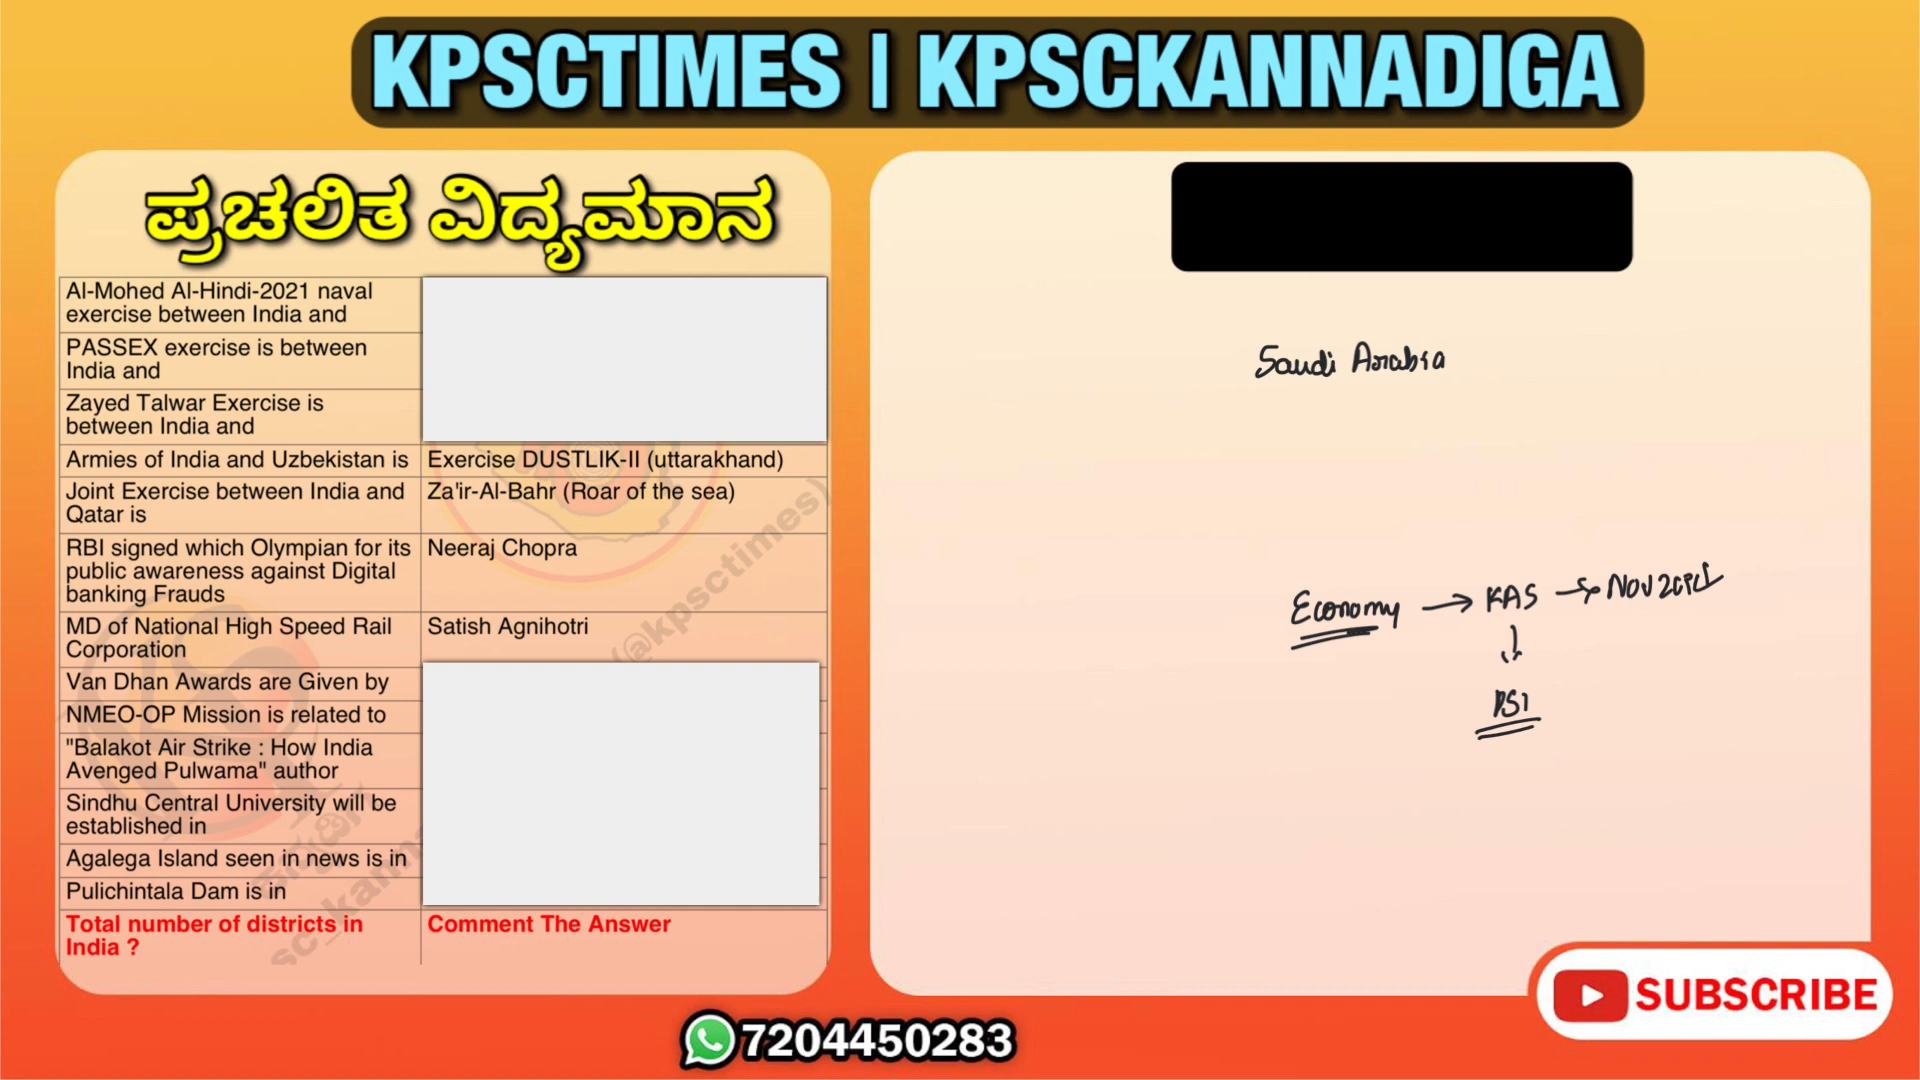 KPSCTIMES | KPSCKANNADIGA
ಪ್ರಚಲಿತ ವಿದ್ಯಮಾನ
Al-Mohed Al-Hindi-2021 naval
exercise between India and
PASSEX exercise is between
India and
Zayed Talwar Exercise is
between India and
Armies of India and Uzbekistan is
Exercise DUSTLIK-II (uttarakhand)
Joint Exercise between India and
Qatar is
Za'ir-Al-Bahr (Roar of the sea)
RBI signed which Olympian for its
public awareness against Digital
banking Frauds
Neeraj Chopra
MD of National High Speed Rail
Corporation
Satish Agnihotri
Van Dhan Awards are Given by
NMEO-OP Mission is related to
"Balakot Air Strike : How India
Avenged Pulwama" author
Sindhu Central University will be
established in
Agalega Island seen in news is in
Pulichintala Dam is in
Total number of districts in
India ?
Comment The Answer
(@kpsctimes)
Saudi Arabia
Economy → KAS → Nov
PSI
SUBSCRIBE
7204450283